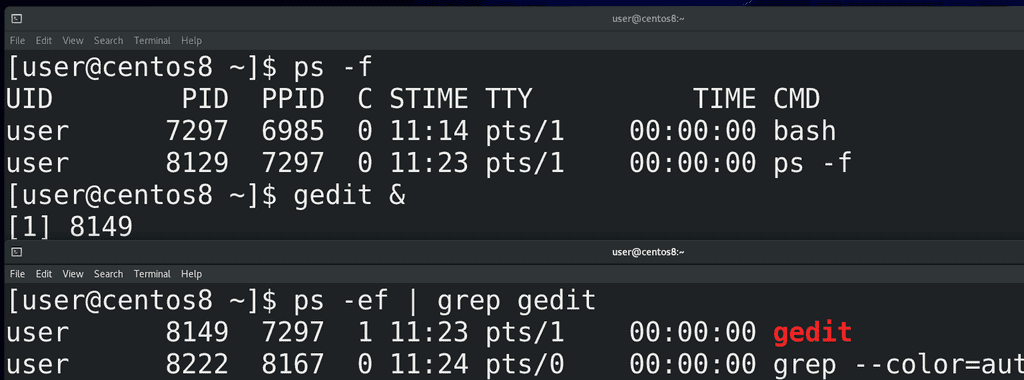 user@centos8:~
File Edit View Search Terminal Help
[user@centos8 ~]$ ps -f
UID PID PPID C STIME TTY TIME CMD
user 7297 6985 0 11:14 pts/1 00:00:00 bash
user 8129 7297 0 11:23 pts/1 00:00:00 ps -f
[user@centos8 ~]$ gedit &
[1] 8149
user@centos8:~
File Edit View Search Terminal Help
[user@centos8 ~]$ ps -ef | grep gedit
user 8149 7297 1 11:23 pts/1 00:00:00 gedit
user 8222 8167 0 11:24 pts/0 00:00:00 grep --color=aut